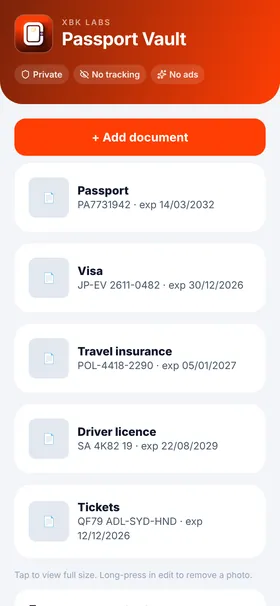 XBK LABS
Passport Vault
Private
No tracking
No ads
+ Add document
Passport
PA7731942 · exp 14/03/2032
Visa
JP-EV 2611-0482 · exp 30/12/2026
Travel insurance
POL-4418-2290 · exp 05/01/2027
Driver licence
SA 4K82 19 · exp 22/08/2029
Tickets
QF79 ADL-SYD-HND · exp
12/12/2026
Tap to view full size. Long-press in edit to remove a photo.